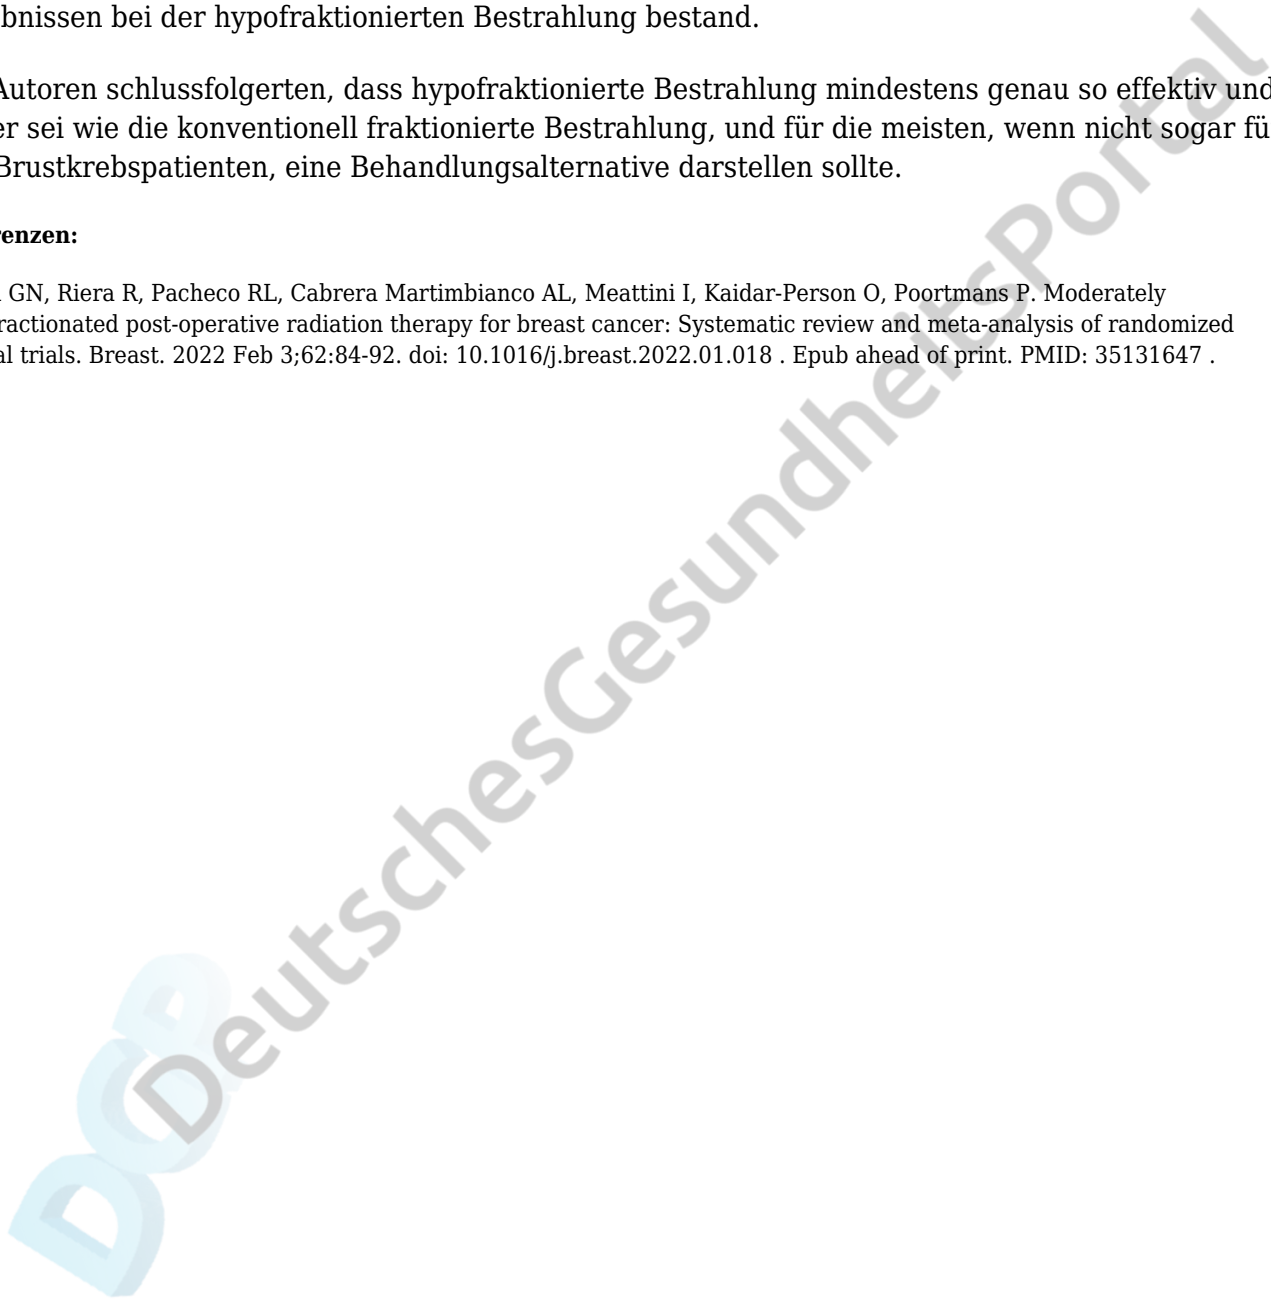 bnissen bei der hypofraktionierten Bestrahlung bestand.
Autoren schlussfolgerten, dass hypofraktionierte Bestrahlung mindestens genau so effektiv und
er sei wie die konventionell fraktionierte Bestrahlung, und für die meisten, wenn nicht sogar fü
Brustkrebspatienten, eine Behandlungsalternative darstellen sollte.
renzen:
GN, Riera R, Pacheco RL, Cabrera Martimbianco AL, Meattini I, Kaidar-Person O, Poortmans P. Moderately
ractionated post-operative radiation therapy for breast cancer: Systematic review and meta-analysis of randomized
al trials. Breast. 2022 Feb 3;62:84-92. doi: 10.1016/j.breast.2022.01.018 . Epub ahead of print. PMID: 35131647 .
DeutschesGesundheitsPortal
DGP